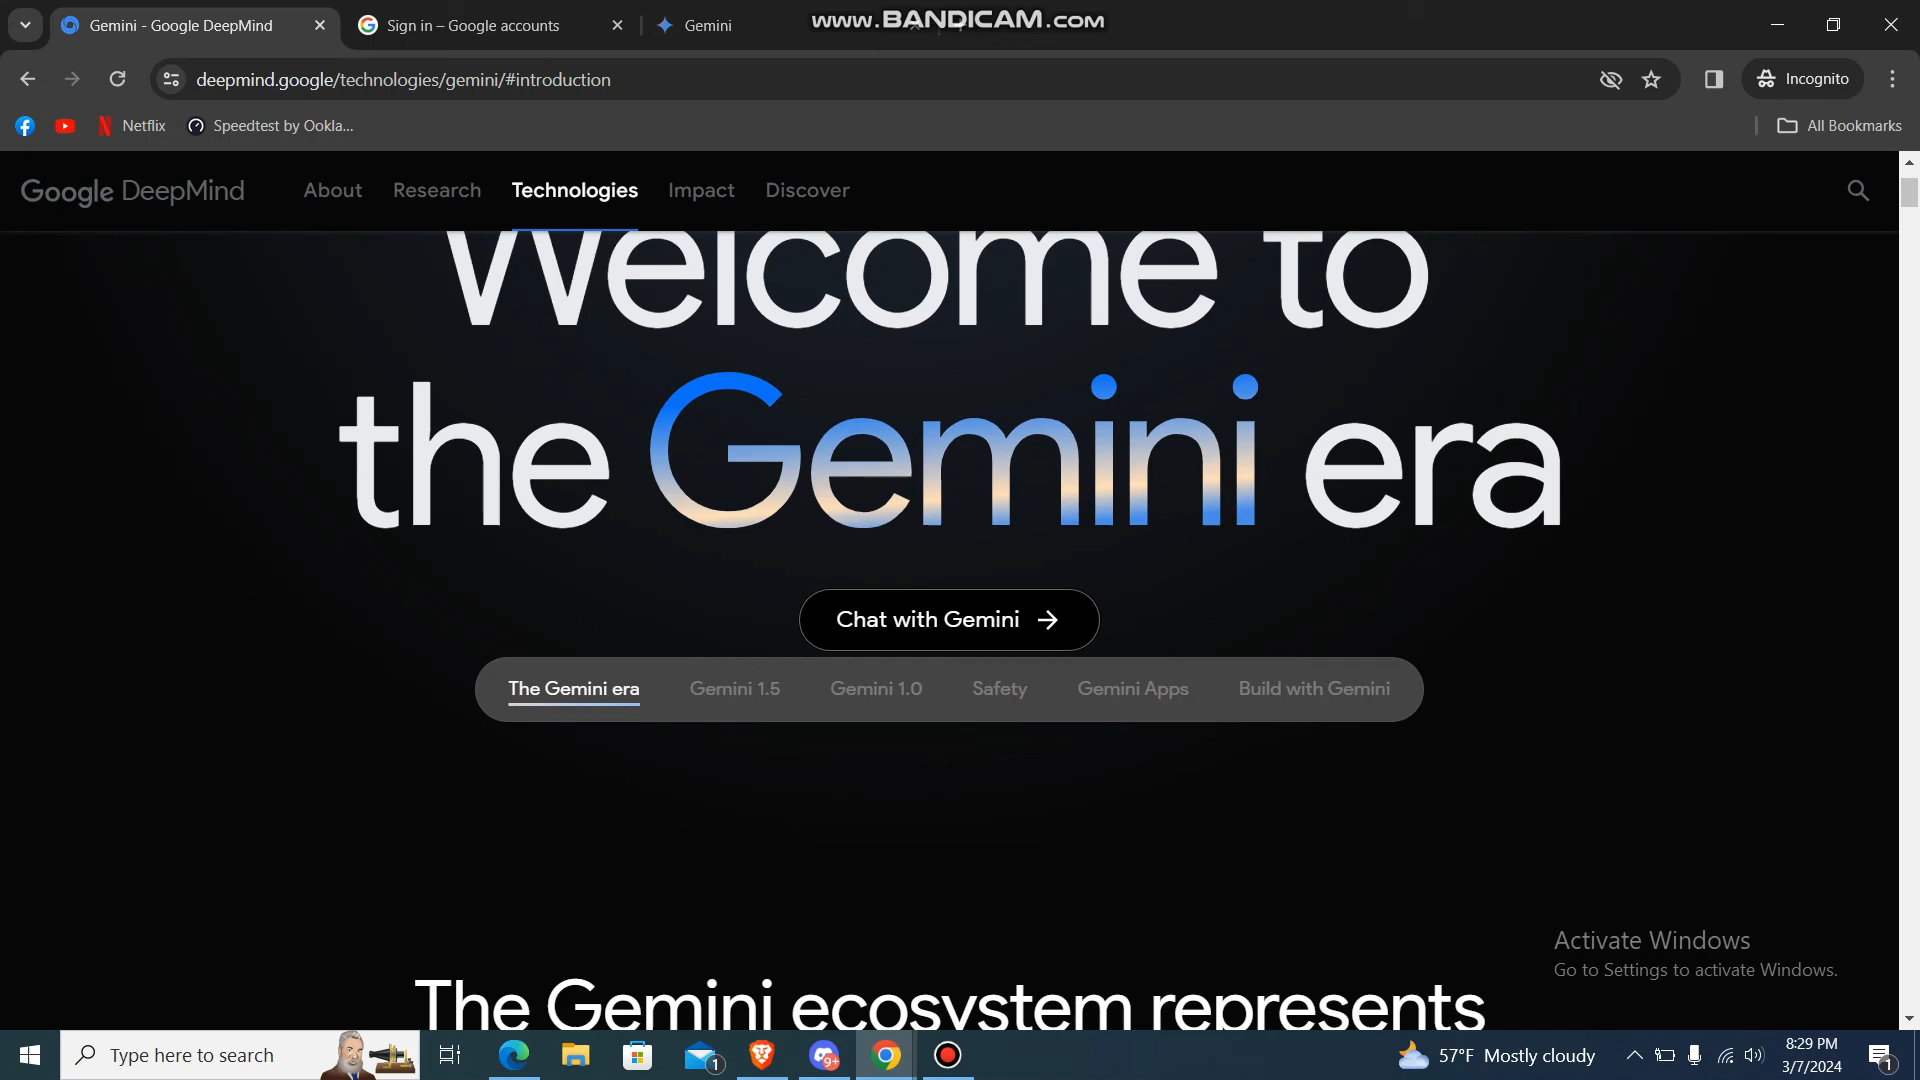 Gemini - Google DeepMind
Sign in – Google accounts
Gemini
www.BANDICAM.com
deepmind.google/technologies/gemini/#introduction
Incognito
Netflix
Speedtest by Ookla...
All Bookmarks
Google DeepMind
About
Research
Technologies
Impact
Discover
Welcome to
the Gemini era
Chat with Gemini
The Gemini era
Gemini 1.5
Gemini 1.0
Safety
Gemini Apps
Build with Gemini
Activate Windows
Go to Settings to activate Windows.
The Gemini ecosystem represents
Type here to search
1
9+
57°F Mostly cloudy
8:29 PM
3/7/2024
1